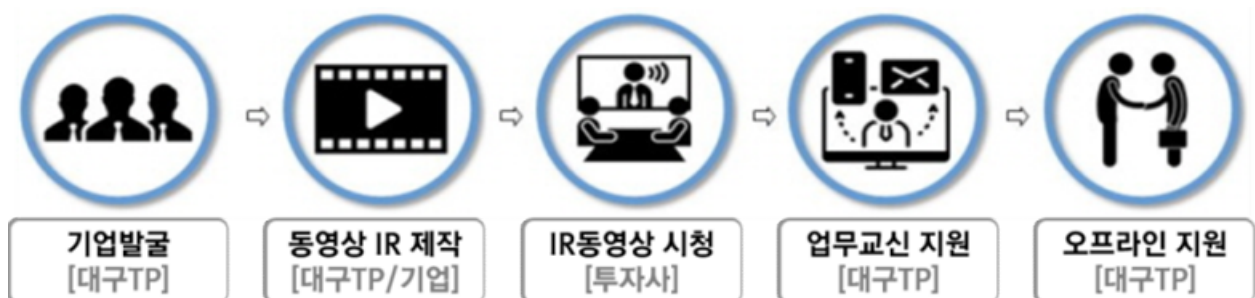 기업발굴
[대구TP]
동영상 IR 제작
[대구TP/기업]
IR동영상 시청
[투자사]
업무교신 지원
[대구TP]
오프라인 지원
[대구TP]